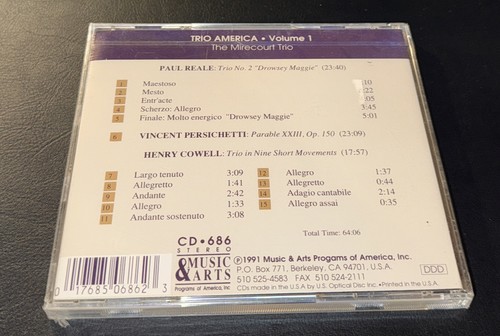 TRIO AMERICA • Volume 1
The Mirecourt Trio
PAUL REALE: Trio No. 2 "Drowsey Maggie" (23:40)
1 Maestoso :10
2 Mesto :22
3 Entr'acte :05
4 Scherzo: Allegro 3:45
5 Finale: Molto energico "Drowsey Maggie" 5:01
6 VINCENT PERSICHETTI: Parable XXIII, Op. 150 (23:09)
HENRY COWELL: Trio in Nine Short Movements (17:57)
7 Largo tenuto 3:09
8 Allegretto 1:41
9 Andante 2:42
10 Allegro 1:33
11 Andante sostenuto 3:08
12 Allegro 1:37
13 Allegretto 0:44
14 Adagio cantabile 2:14
15 Allegro assai 0:35
Total Time: 64:06
CD • 686
STEREO
MUSIC
& ARTS
Programs of America, Inc.
Ⓟ©1991 Music & Arts Progams of America, Inc.
P.O. Box 771, Berkeley, CA 94701, U.S.A.
510 525-4583 FAX 510 524-2111
CDs made in the U.S.A by U.S. Optical Disc Inc. • Printed in the U.S.A.
DDD
0 17685 06862 3